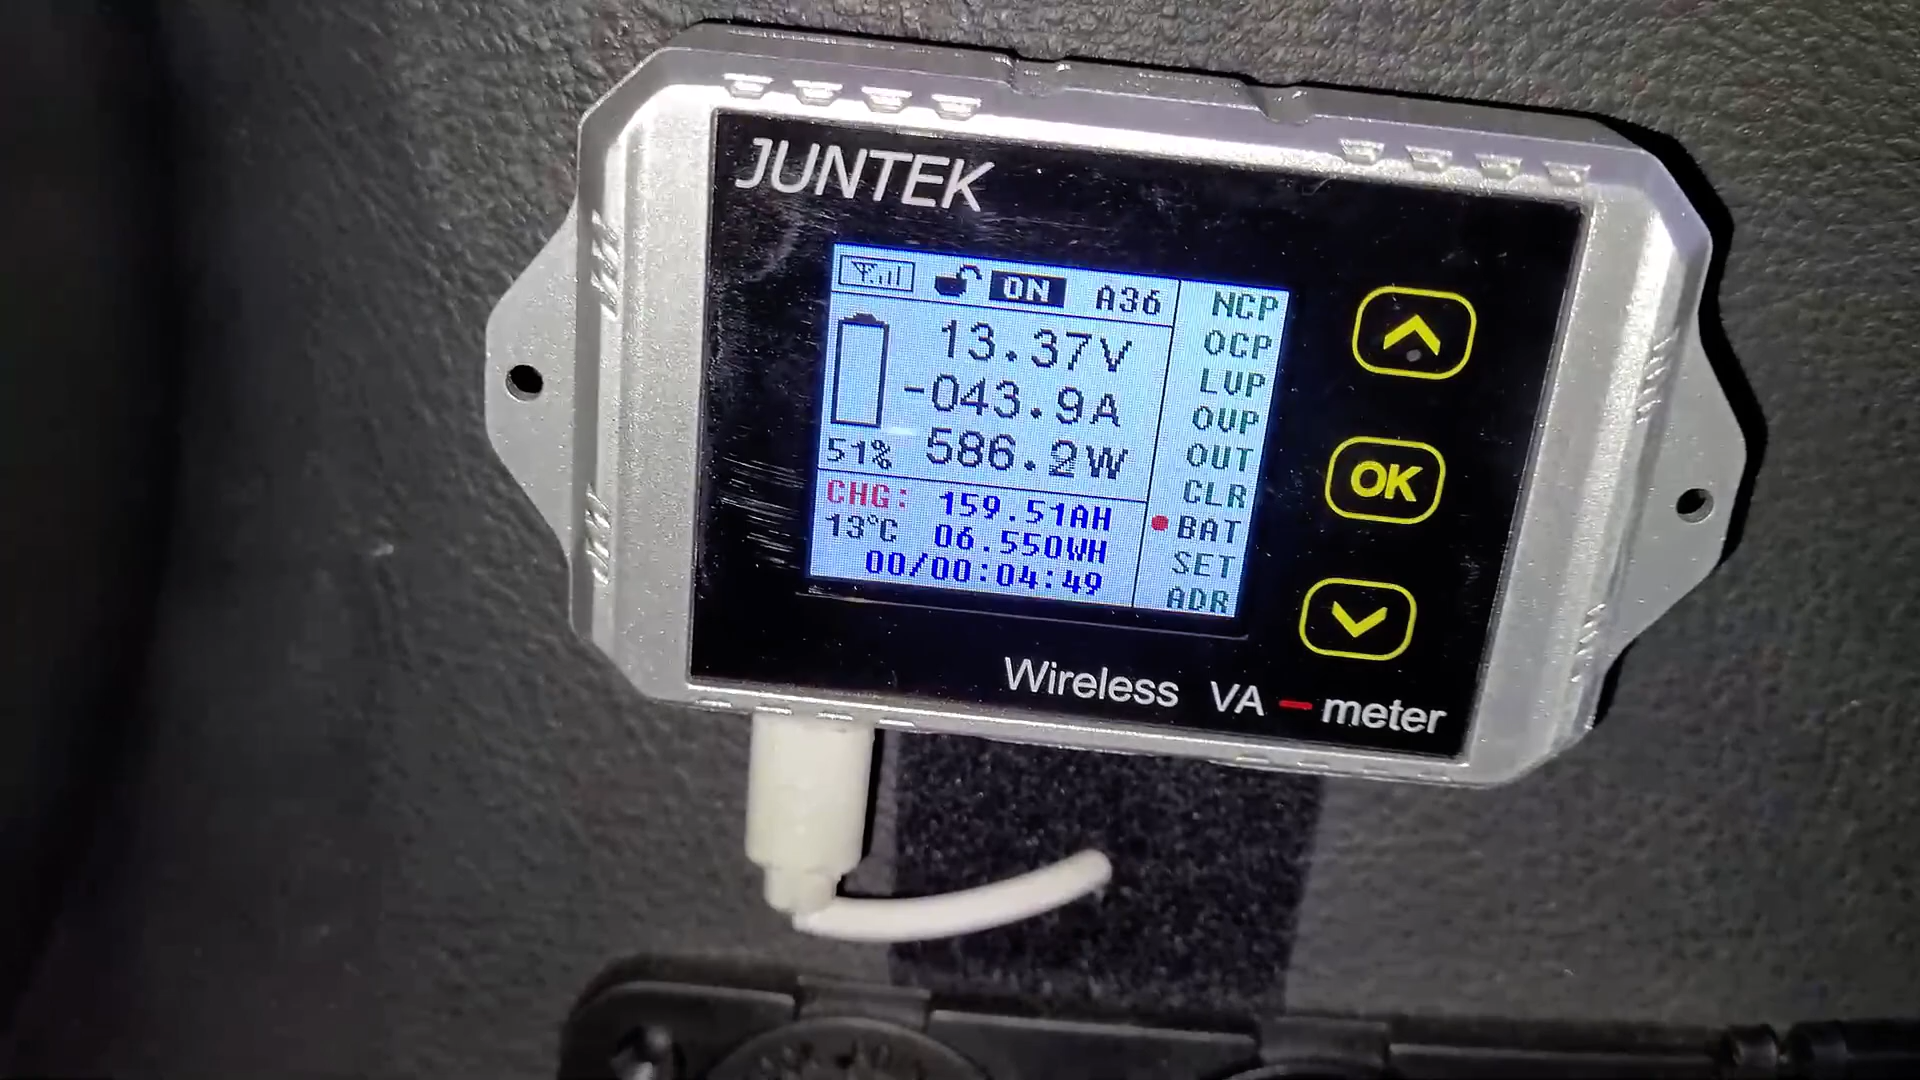 JUNTEK
ON A36
13.37V
-043.9A
51% 586.2W
CHG: 159.51AH
13°C 06.550WH
00/00:04:49
NCP
OCP
LVP
OVP
OUT
CLR
BAT
SET
ADR
OK
Wireless VA-meter